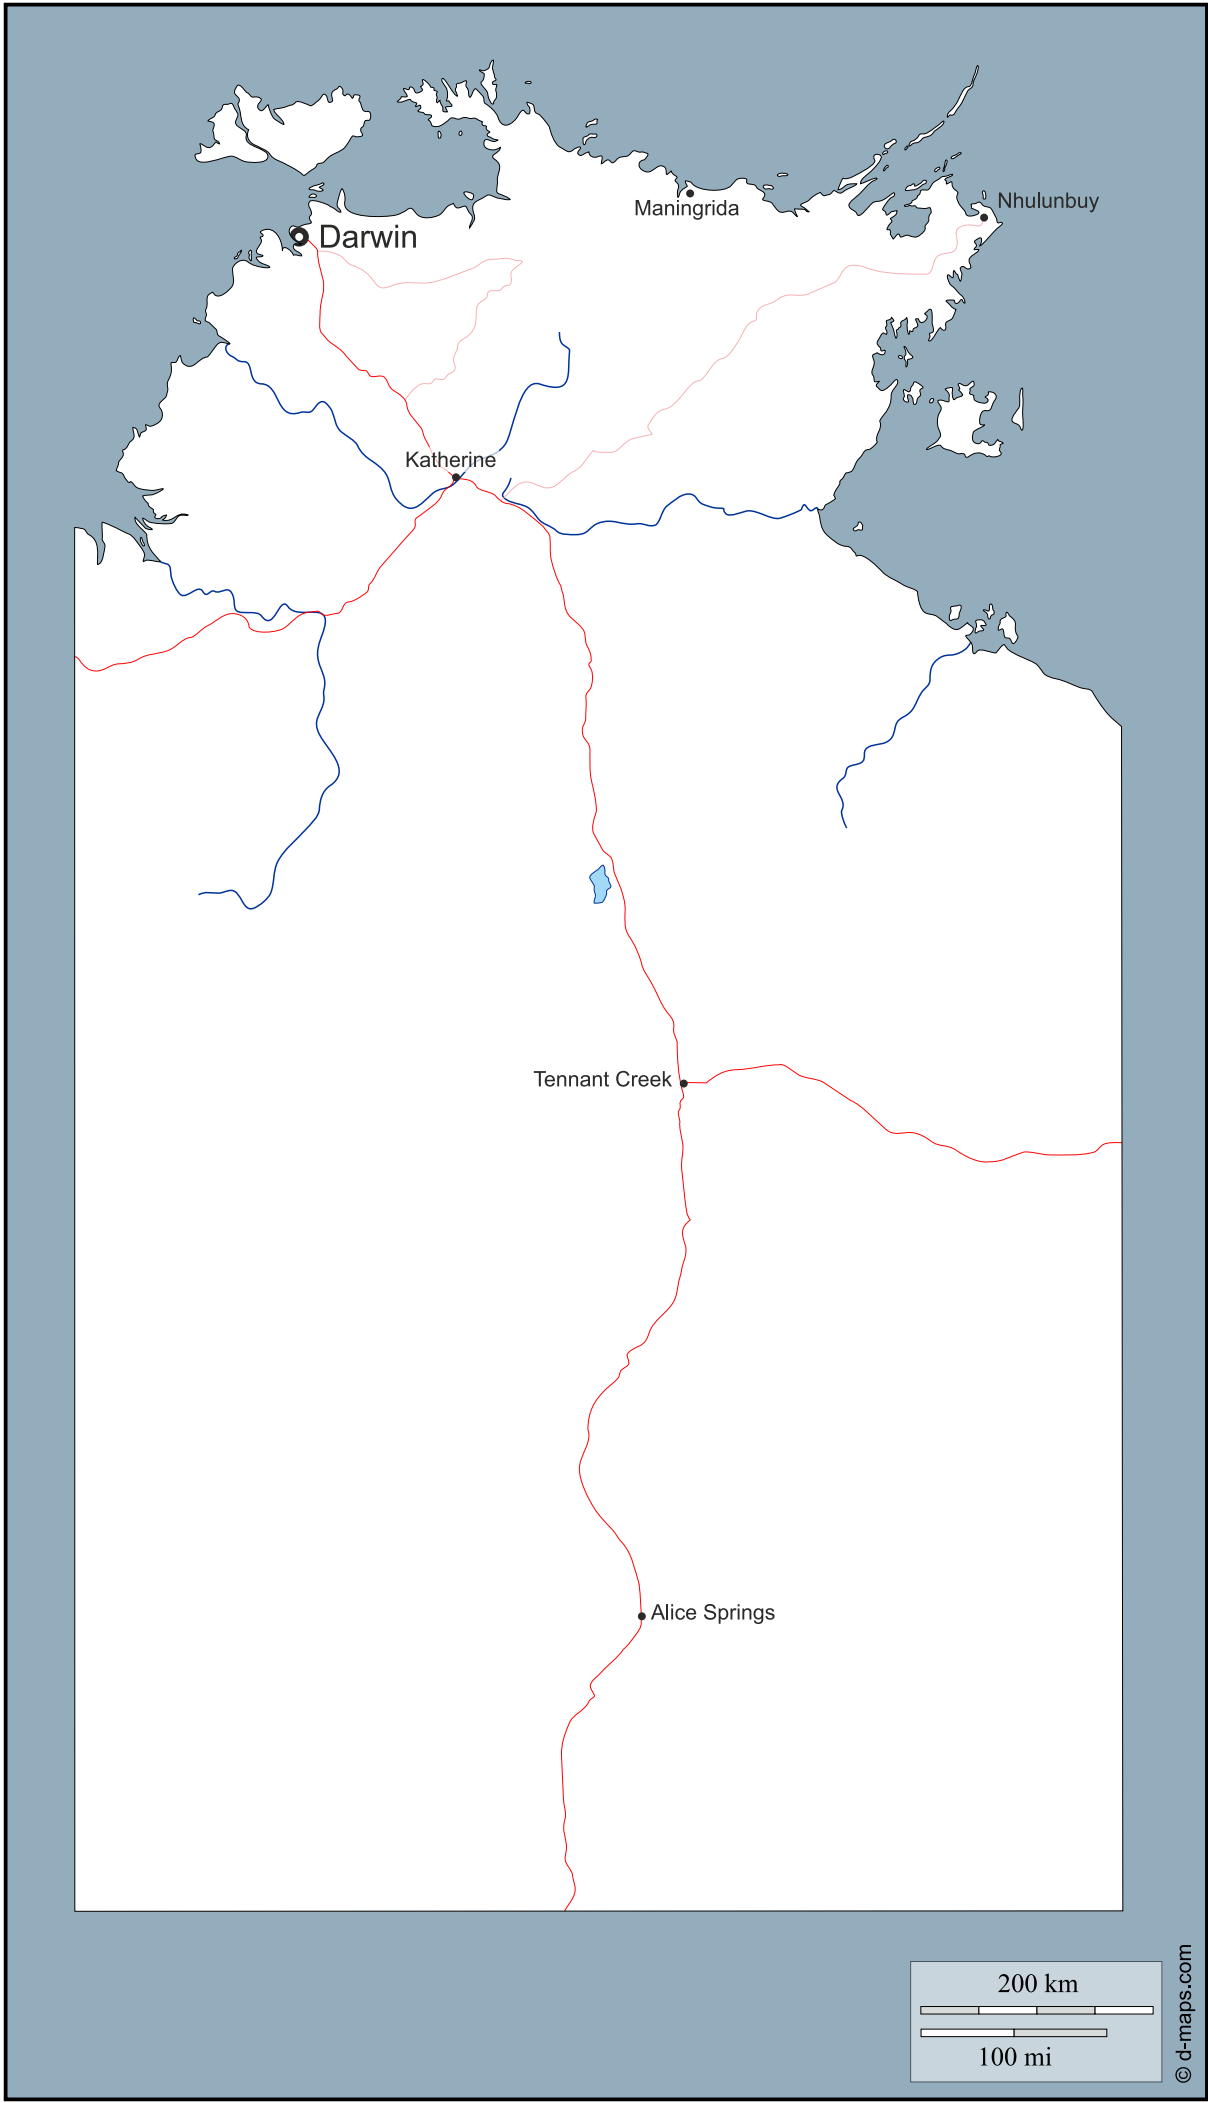 Maningrida
Nhulunbuy
Darwin
Katherine
Tennant Creek
Alice Springs
200 km
100 mi
© d-maps.com